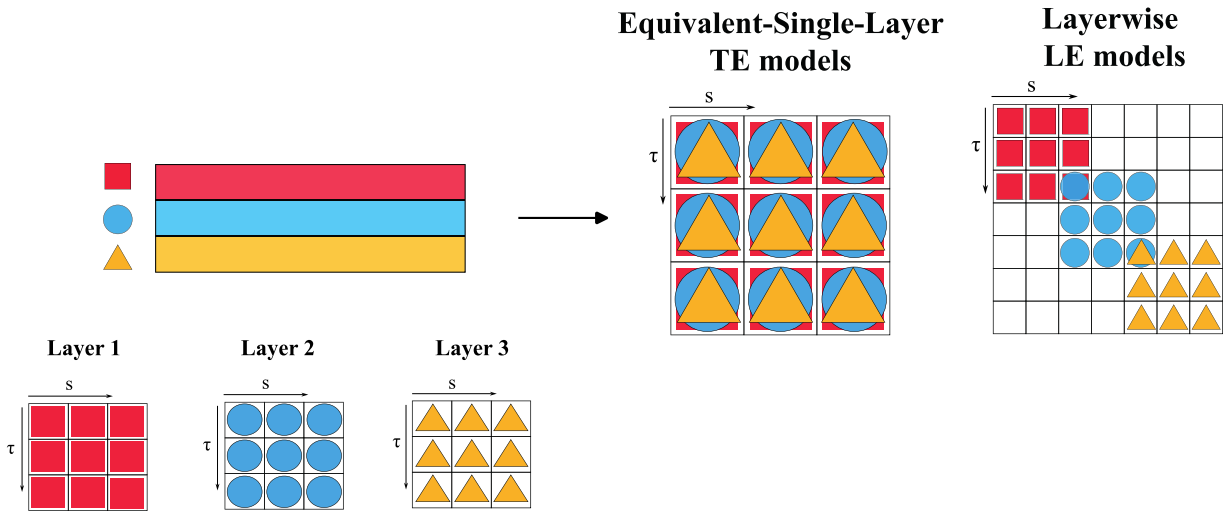 Equivalent-Single-Layer
TE models
Layerwise
LE models
s
τ
s
τ
Layer 1
Layer 2
Layer 3
s
τ
s
τ
s
τ